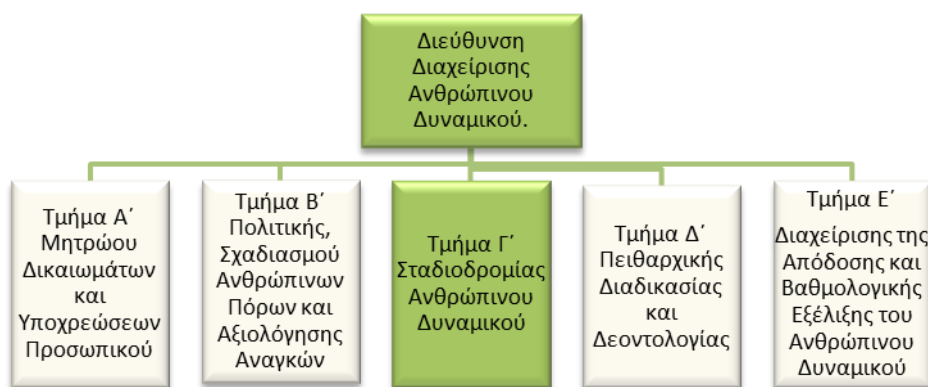 Διεύθυνση
Διαχείρισης
Ανθρώπινου
Δυναμικού.
Τμήμα Α΄
Μητρώου
Δικαιωμάτων
και
Υποχρεώσεων
Προσωπικού
Τμήμα Β΄
Πολιτικής,
Σχαδιασμού
Ανθρωπινων
Πόρων και
Αξιολόγησης
Αναγκών
Τμήμα Γ΄
Σταδιοδρομίας
Ανθρώπινου
Δυναμικού
Τμήμα Δ΄
Πειθαρχικής
Διαδικασίας
και
Δεοντολογίας
Τμήμα Ε΄
Διαχείρισης της
Απόδοσης και
Βαθμολογικής
Εξέλιξης του
Ανθρώπινου
Δυναμικού